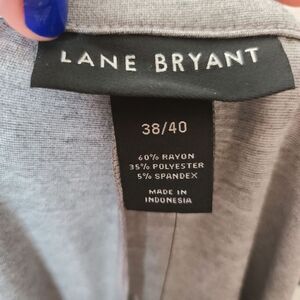 LANE BRYANT
38/40
60% RAYON
35% POLYESTER
5% SPANDEX
MADE IN
INDONESIA